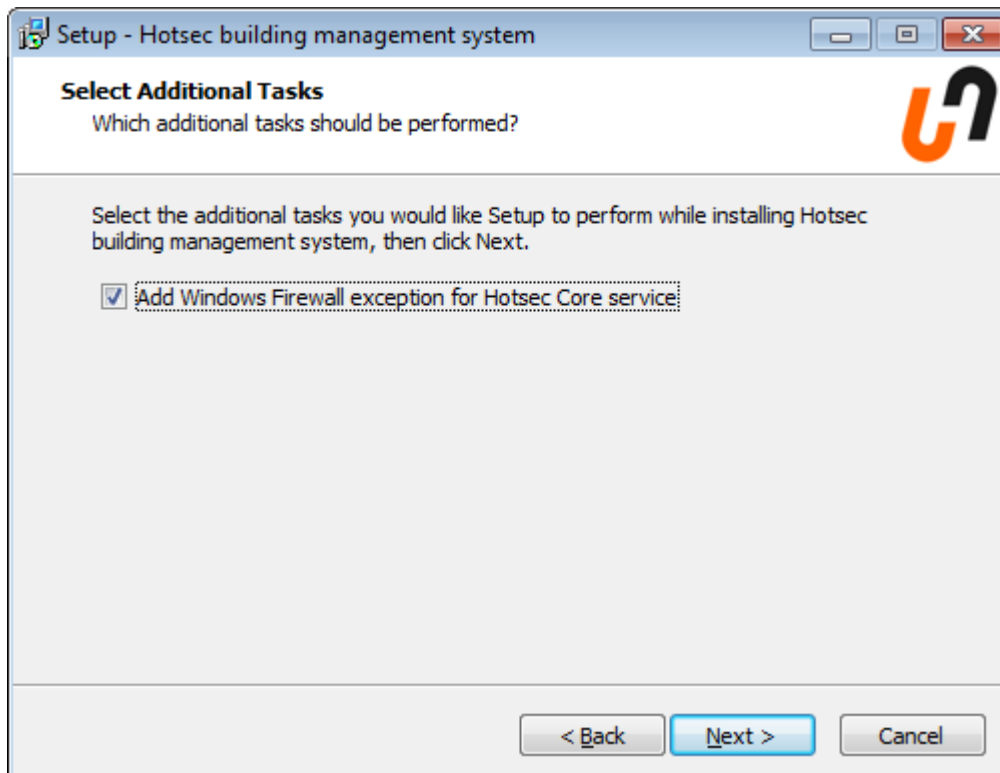 Setup - Hotsec building management system
Select Additional Tasks
Which additional tasks should be performed?
Select the additional tasks you would like Setup to perform while installing Hotsec
building management system, then click Next.
Add Windows Firewall exception for Hotsec Core service
< Back Next > Cancel